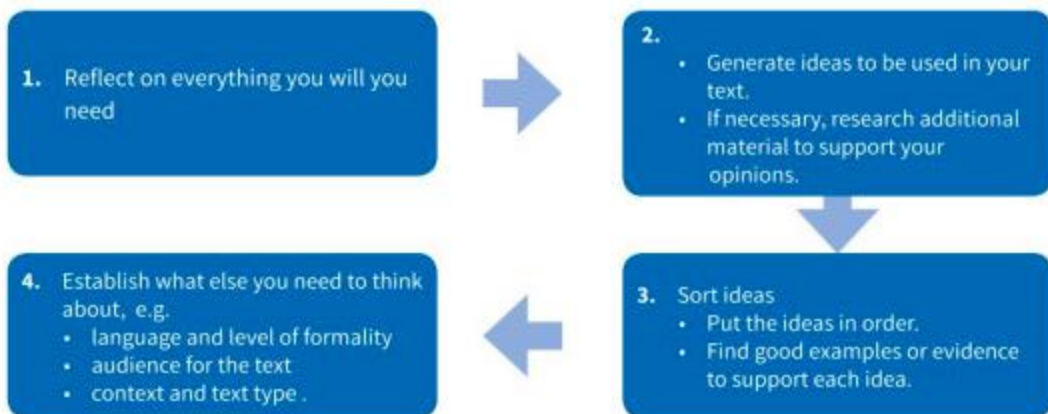 1. Reflect on everything you will you
need
2.
• Generate ideas to be used in your
text.
• If necessary, research additional
material to support your
opinions.
3. Sort ideas
• Put the ideas in order.
• Find good examples or evidence
to support each idea.
4. Establish what else you need to think
about, e.g.
• language and level of formality
• audience for the text
• context and text type .